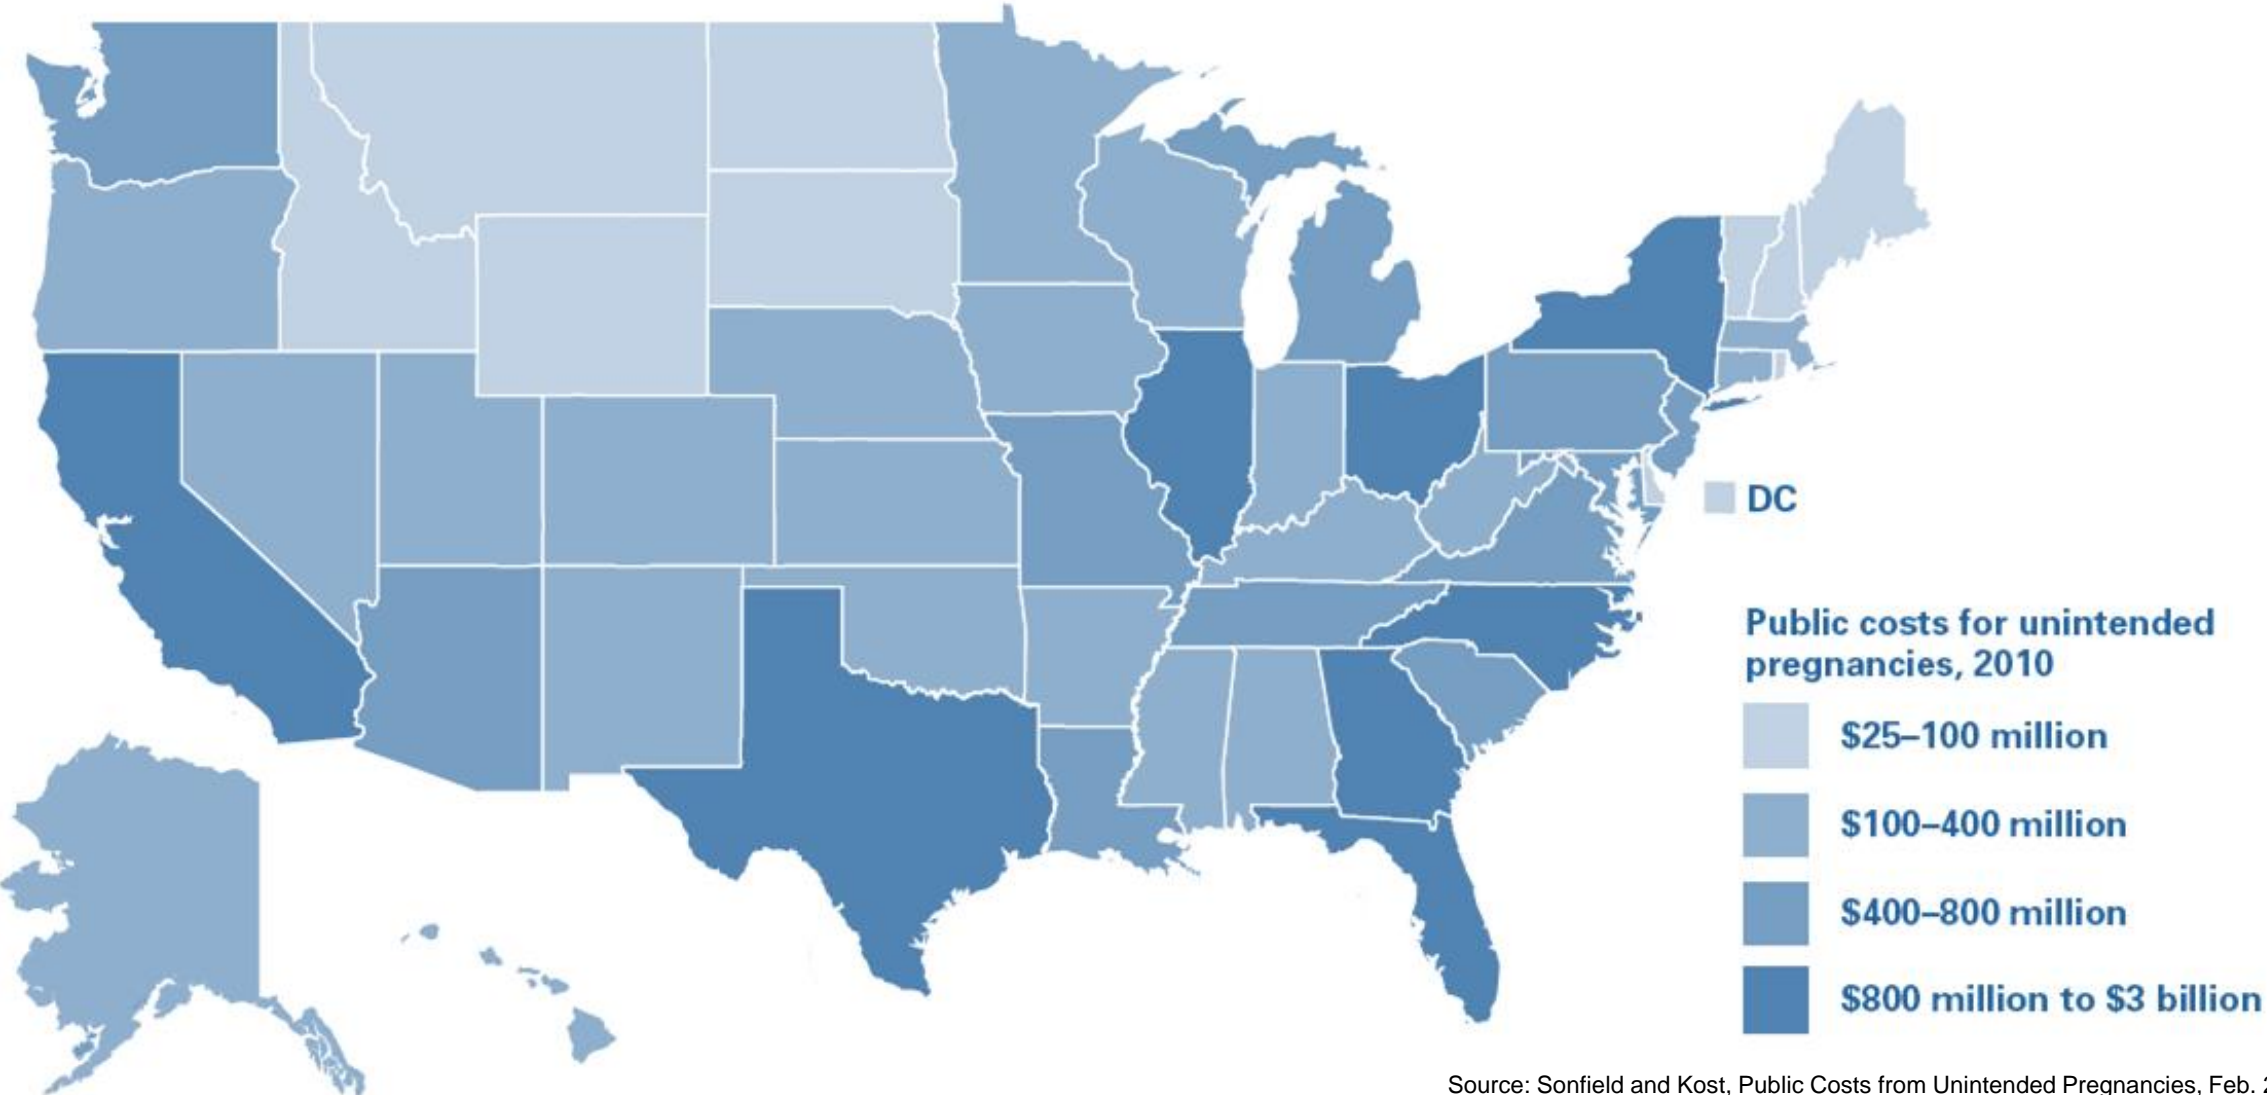 DC
Public costs for unintended
pregnancies, 2010
$25–100 million
$100–400 million
$400–800 million
$800 million to $3 billion
Source: Sonfield and Kost, Public Costs from Unintended Pregnancies, Feb.